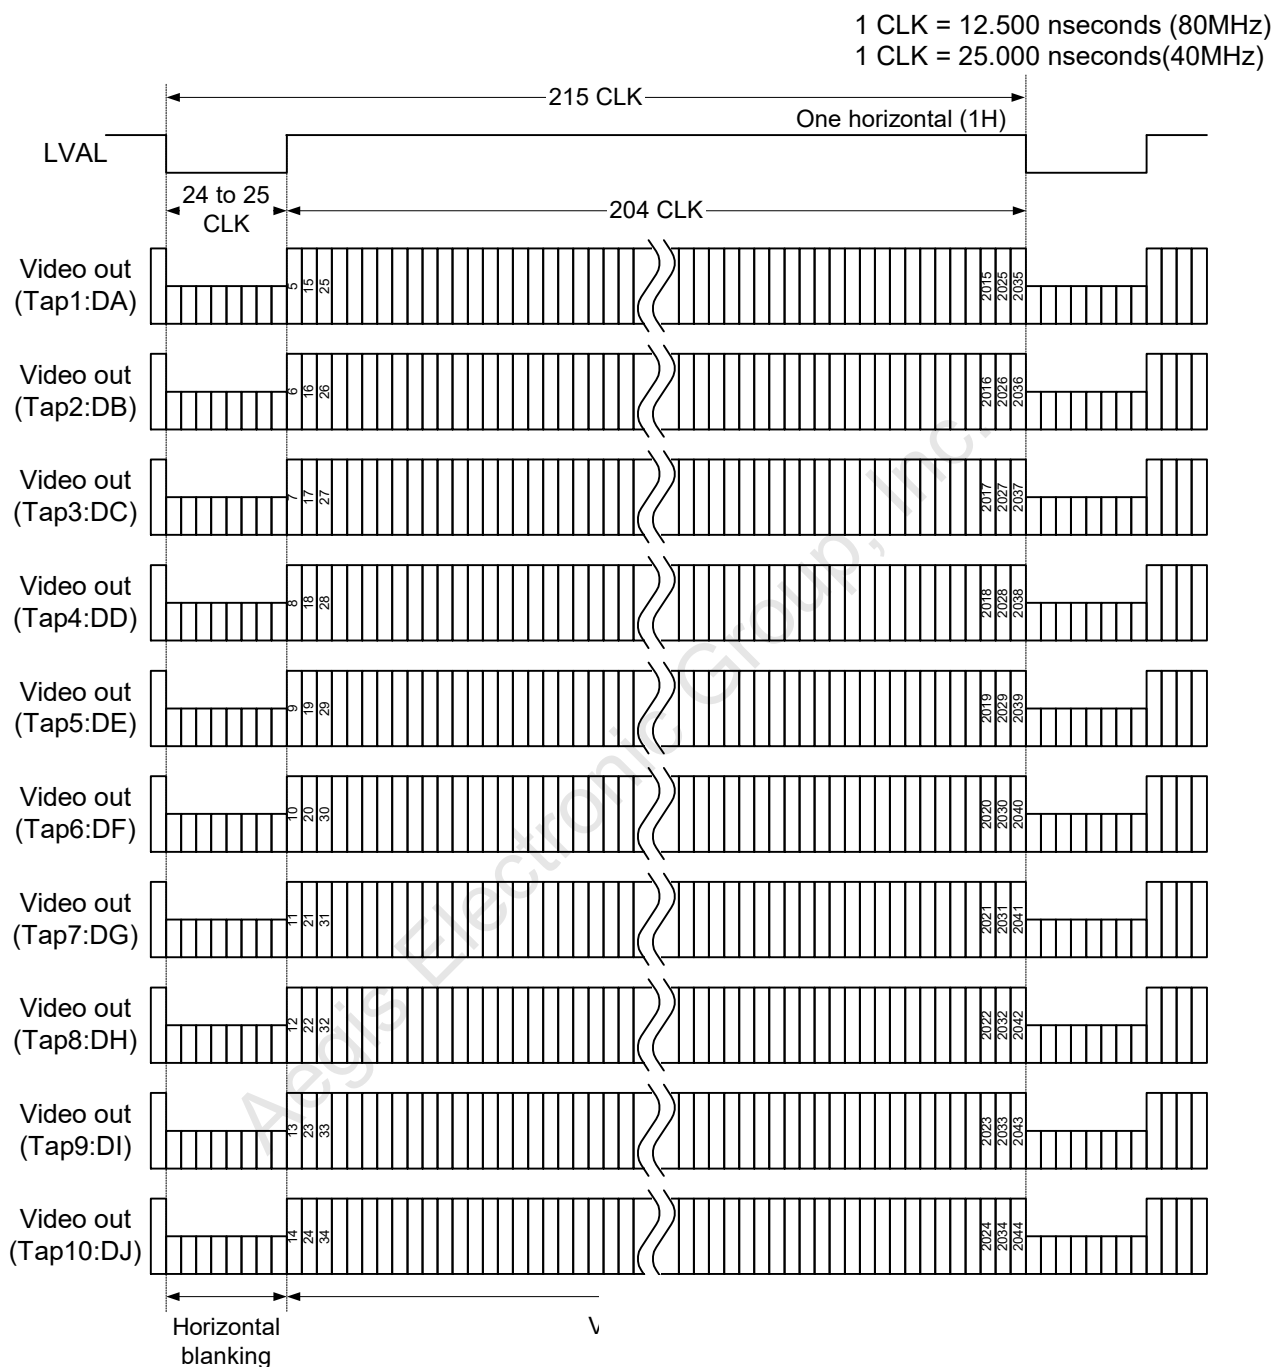 1 CLK = 12.500 nseconds (80MHz)
1 CLK = 25.000 nseconds(40MHz)
215 CLK
One horizontal (1H)
LVAL
24 to 25
CLK
204 CLK
Video out
(Tap1:DA)
5 15 25 2015 2025 2035
Video out
(Tap2:DB)
6 16 26 2016 2026 2036
Video out
(Tap3:DC)
7 17 27 2017 2027 2037
Video out
(Tap4:DD)
8 18 28 2018 2028 2038
Video out
(Tap5:DE)
9 19 29 2019 2029 2039
Video out
(Tap6:DF)
10 20 30 2020 2030 2040
Video out
(Tap7:DG)
11 21 31 2021 2031 2041
Video out
(Tap8:DH)
12 22 32 2022 2032 2042
Video out
(Tap9:DI)
13 23 33 2023 2033 2043
Video out
(Tap10:DJ)
14 24 34 2024 2034 2044
Horizontal
blanking
Aegis Electronic Group, Inc.